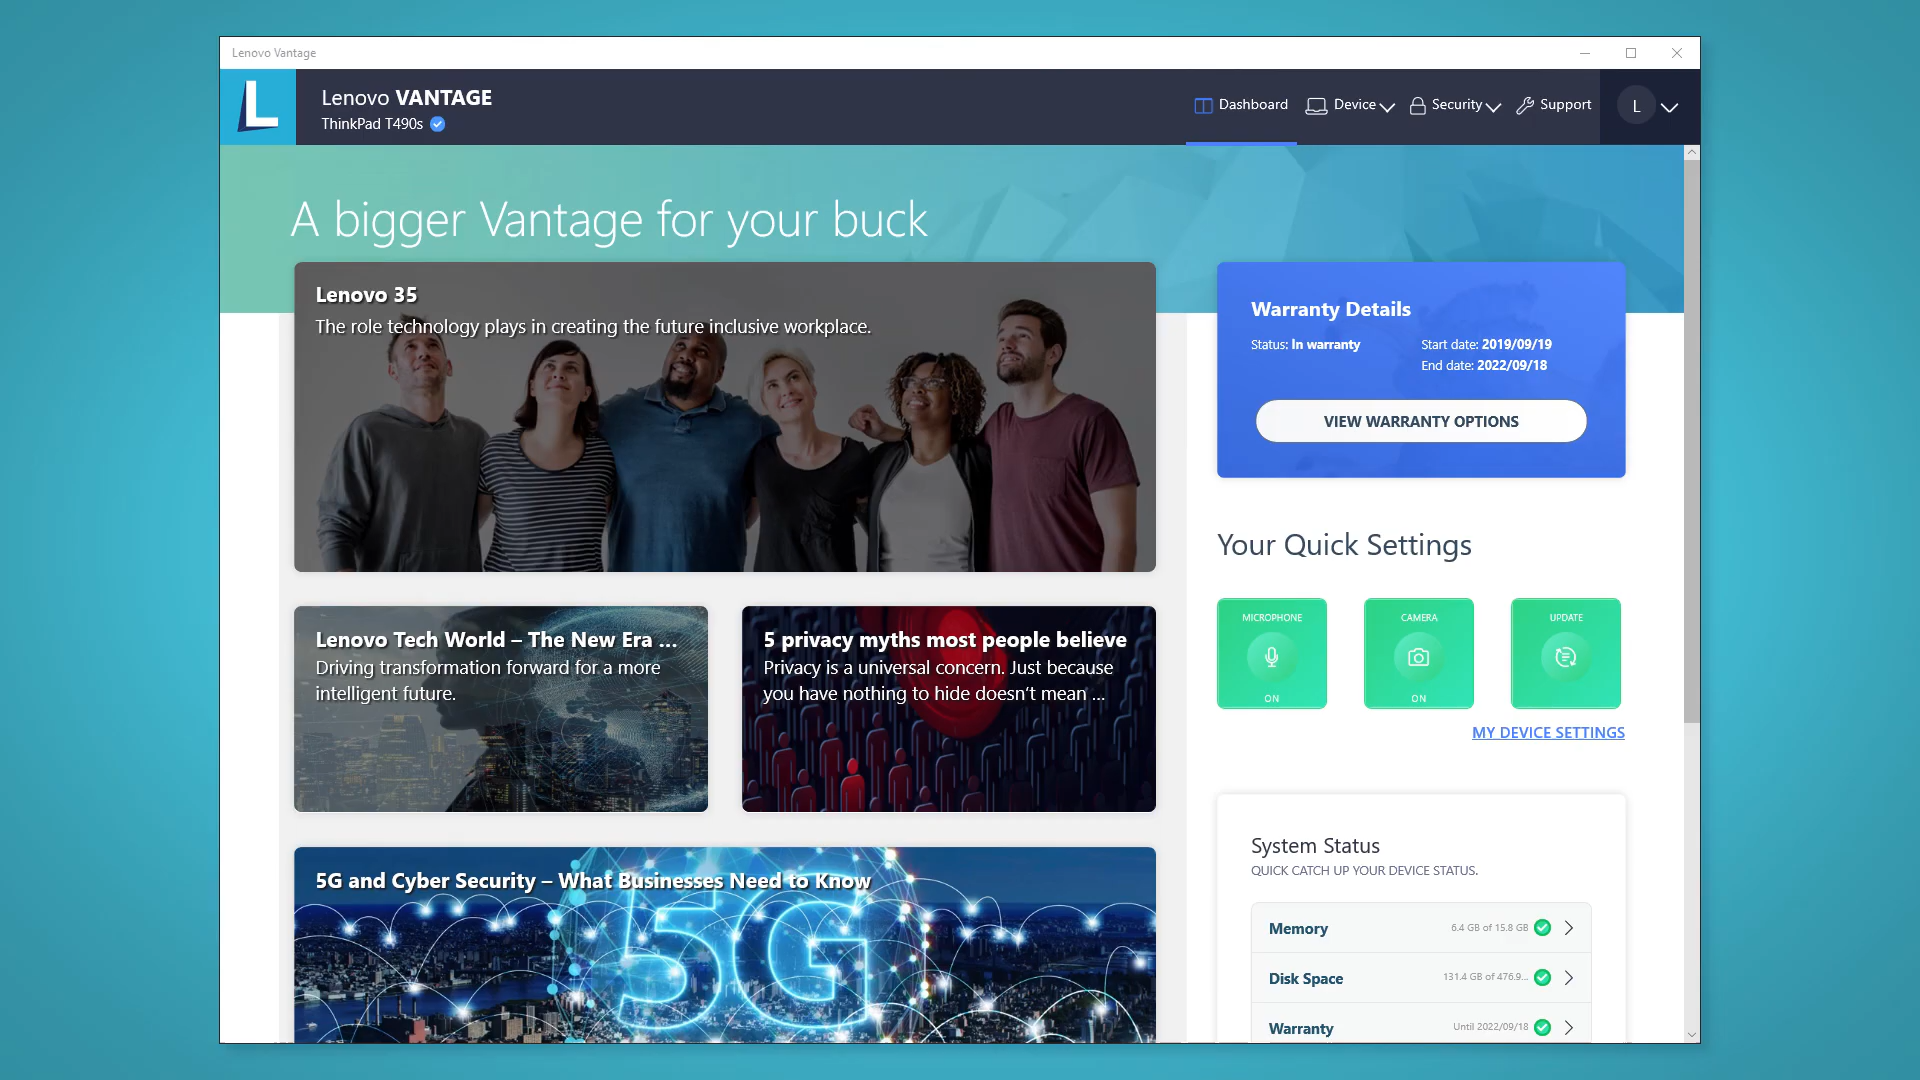 Lenovo Vantage
L
Lenovo VANTAGE
ThinkPad T490s
Dashboard
Device
Security
Support
L
A bigger Vantage for your buck
Lenovo 35
The role technology plays in creating the future inclusive workplace.
Lenovo Tech World – The New Era ...
Driving transformation forward for a more
intelligent future.
5 privacy myths most people believe
Privacy is a universal concern. Just because
you have nothing to hide doesn’t mean ...
5G and Cyber Security – What Businesses Need to Know
5G
Warranty Details
Status: In warranty
Start date: 2019/09/19
End date: 2022/09/18
VIEW WARRANTY OPTIONS
Your Quick Settings
MICROPHONE
ON
CAMERA
ON
UPDATE
MY DEVICE SETTINGS
System Status
QUICK CATCH UP YOUR DEVICE STATUS.
Memory
6.4 GB of 15.8 GB
Disk Space
131.4 GB of 476.9...
Warranty
Until 2022/09/18